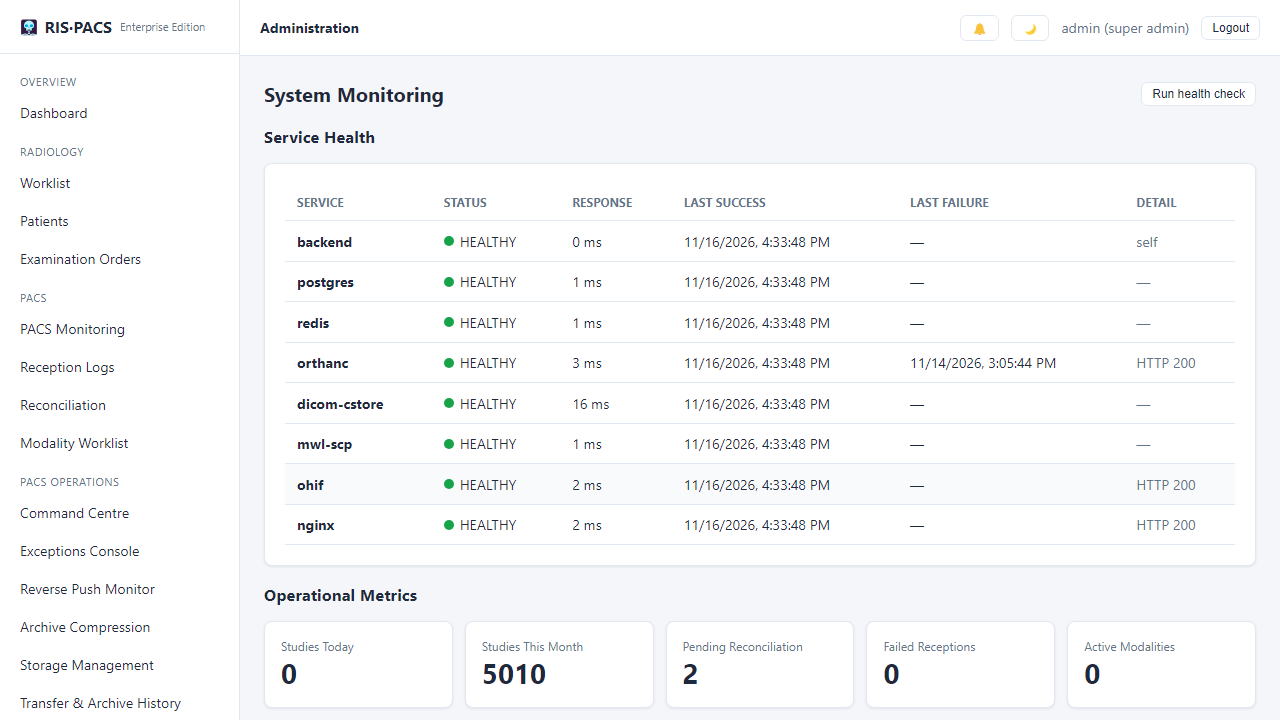 RIS·PACS Enterprise Edition
Administration
admin (super admin)
Logout
OVERVIEW
Dashboard
RADIOLOGY
Worklist
Patients
Examination Orders
PACS
PACS Monitoring
Reception Logs
Reconciliation
Modality Worklist
PACS OPERATIONS
Command Centre
Exceptions Console
Reverse Push Monitor
Archive Compression
Storage Management
Transfer & Archive History
System Monitoring
Run health check
Service Health
SERVICE STATUS RESPONSE LAST SUCCESS LAST FAILURE DETAIL
backend HEALTHY 0 ms 11/16/2026, 4:33:48 PM — self
postgres HEALTHY 1 ms 11/16/2026, 4:33:48 PM — —
redis HEALTHY 1 ms 11/16/2026, 4:33:48 PM — —
orthanc HEALTHY 3 ms 11/16/2026, 4:33:48 PM 11/14/2026, 3:05:44 PM HTTP 200
dicom-cstore HEALTHY 16 ms 11/16/2026, 4:33:48 PM — —
mwl-scp HEALTHY 1 ms 11/16/2026, 4:33:48 PM — —
ohif HEALTHY 2 ms 11/16/2026, 4:33:48 PM — HTTP 200
nginx HEALTHY 2 ms 11/16/2026, 4:33:48 PM — HTTP 200
Operational Metrics
Studies Today
0
Studies This Month
5010
Pending Reconciliation
2
Failed Receptions
0
Active Modalities
0